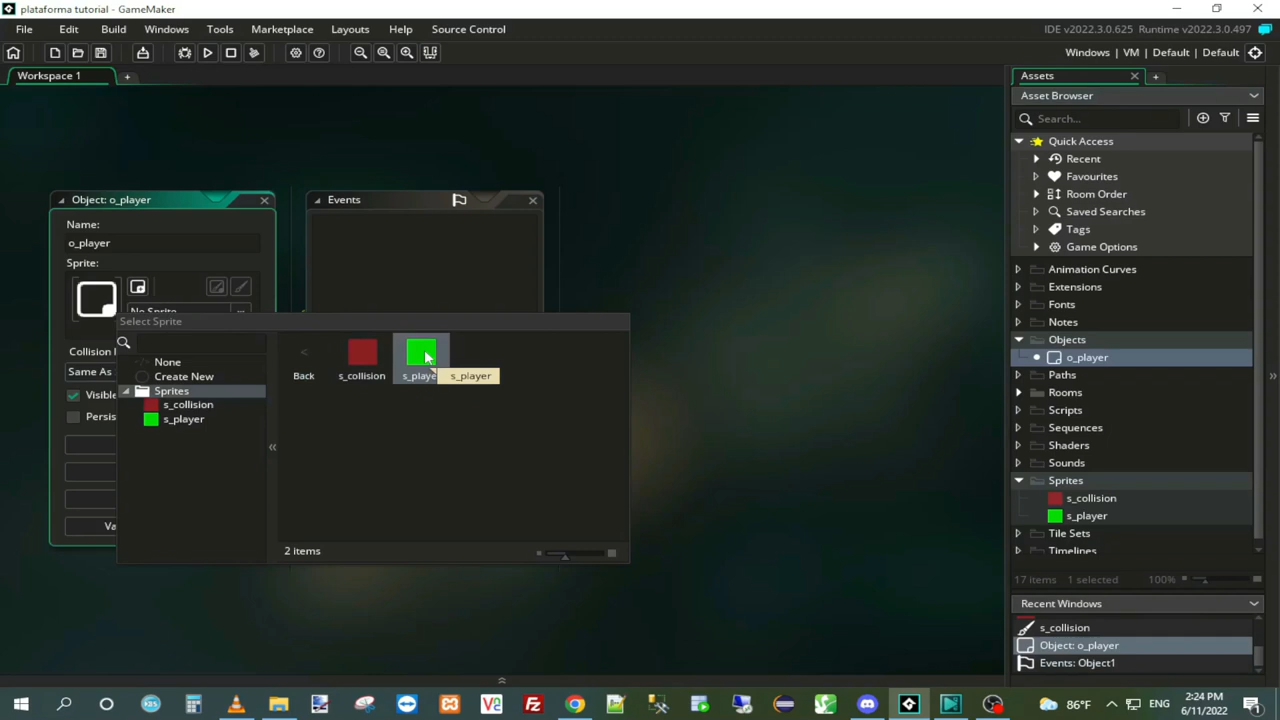 plataforma tutorial - GameMaker
File Edit Build Windows Tools Marketplace Layouts Help Source Control
IDE v2022.3.0.625 Runtime v2022.3.0.497
Windows | VM | Default | Default
Workspace 1 +
Assets +
Asset Browser
Search...
Quick Access
Recent
Favourites
Room Order
Saved Searches
Tags
Game Options
Animation Curves
Extensions
Fonts
Notes
Objects
o_player
Paths
Rooms
Scripts
Sequences
Shaders
Sounds
Sprites
s_collision
s_player
Tile Sets
Timelines
17 items 1 selected 100%
Recent Windows
s_collision
Object: o_player
Events: Object1
Object: o_player
Name:
o_player
Sprite:
No Sprite
Collision
Same As
Visible
Persis
Va
Events
Select Sprite
None
Create New
Sprites
s_collision
s_player
Back
s_collision
s_playe
s_player
2 items
86°F
ENG
2:24 PM
6/11/2022